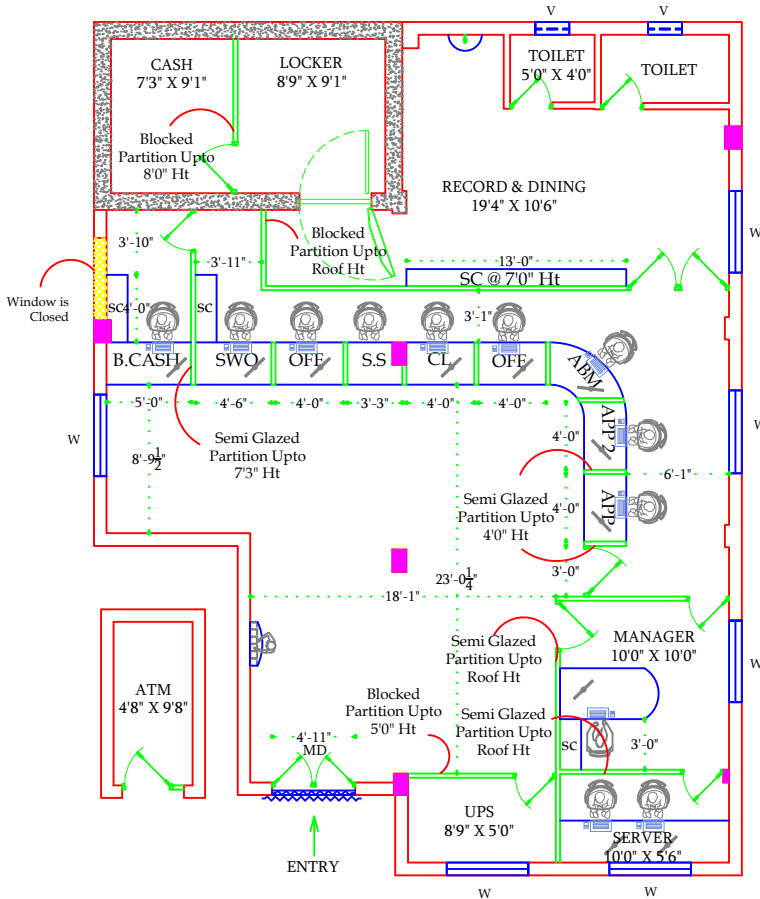 V
V
CASH
7'3" X 9'1"
LOCKER
8'9" X 9'1"
TOILET
5'0" X 4'0"
TOILET
Blocked
Partition Upto
8'0" Ht
RECORD & DINING
19'4" X 10'6"
W
3'-10"
3'-11"
Blocked
Partition Upto
Roof Ht
13'-0"
SC @ 7'0" Ht
Window is
Closed
SC
4'-0"
SC
3'-1"
B.CASH
SWO
OFF
S.S
CL
OFF
ABM
5'-0"
4'-6"
4'-0"
3'-3"
4'-0"
4'-0"
W
W
APP 2
4'-0"
8'-9 1/2"
Semi Glazed
Partition Upto
7'3" Ht
6'-1"
Semi Glazed
Partition Upto
4'0" Ht
4'-0"
APP
3'-0"
23'-0 1/4"
18'-1"
MANAGER
10'0" X 10'0"
W
Semi Glazed
Partition Upto
Roof Ht
ATM
4'8" X 9'8"
Blocked
Partition Upto
5'0" Ht
Semi Glazed
Partition Upto
Roof Ht
4'-11"
MD
SC
3'-0"
UPS
8'9" X 5'0"
SERVER
10'0" X 5'6"
ENTRY
W
W